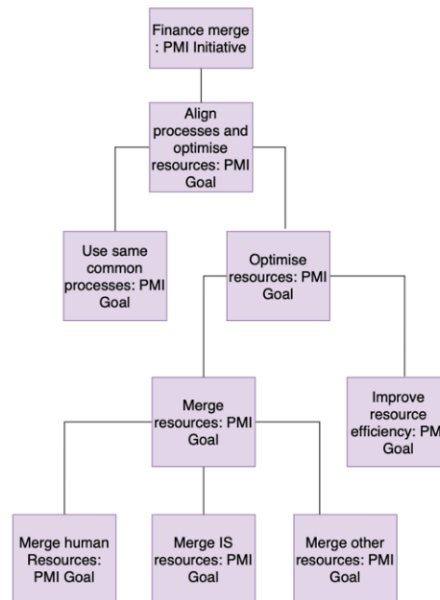 Finance merge
: PMI Initiative
Align
processes and
optimise
resources: PMI
Goal
Use same
common
processes: PMI
Goal
Optimise
resources: PMI
Goal
Merge
resources: PMI
Goal
Improve
resource
efficiency: PM
Goal
Merge human
Resources:
PMI Goal
Merge IS
resources: PMI
Goal
Merge other
resources: PMI
Goal